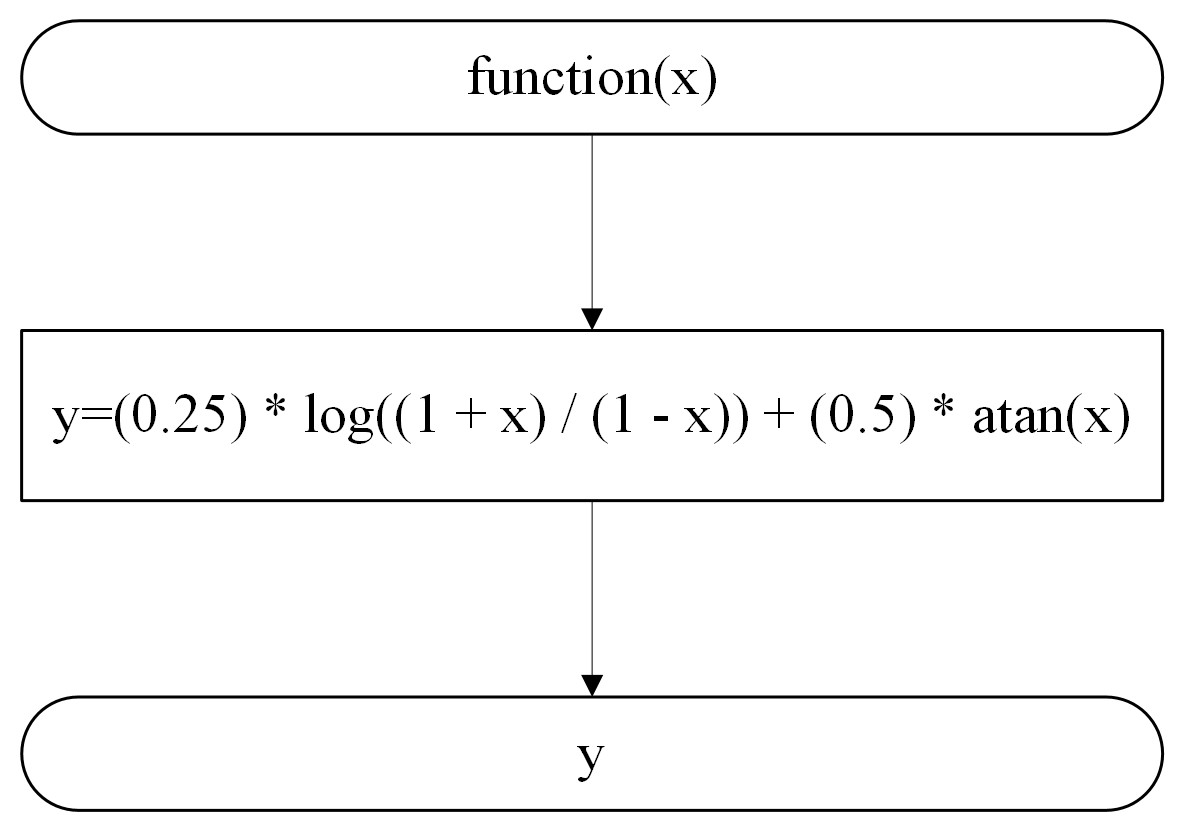 function(x)
y=(0.25) * log((1 + x) / (1 - x)) + (0.5) * atan(x)
y